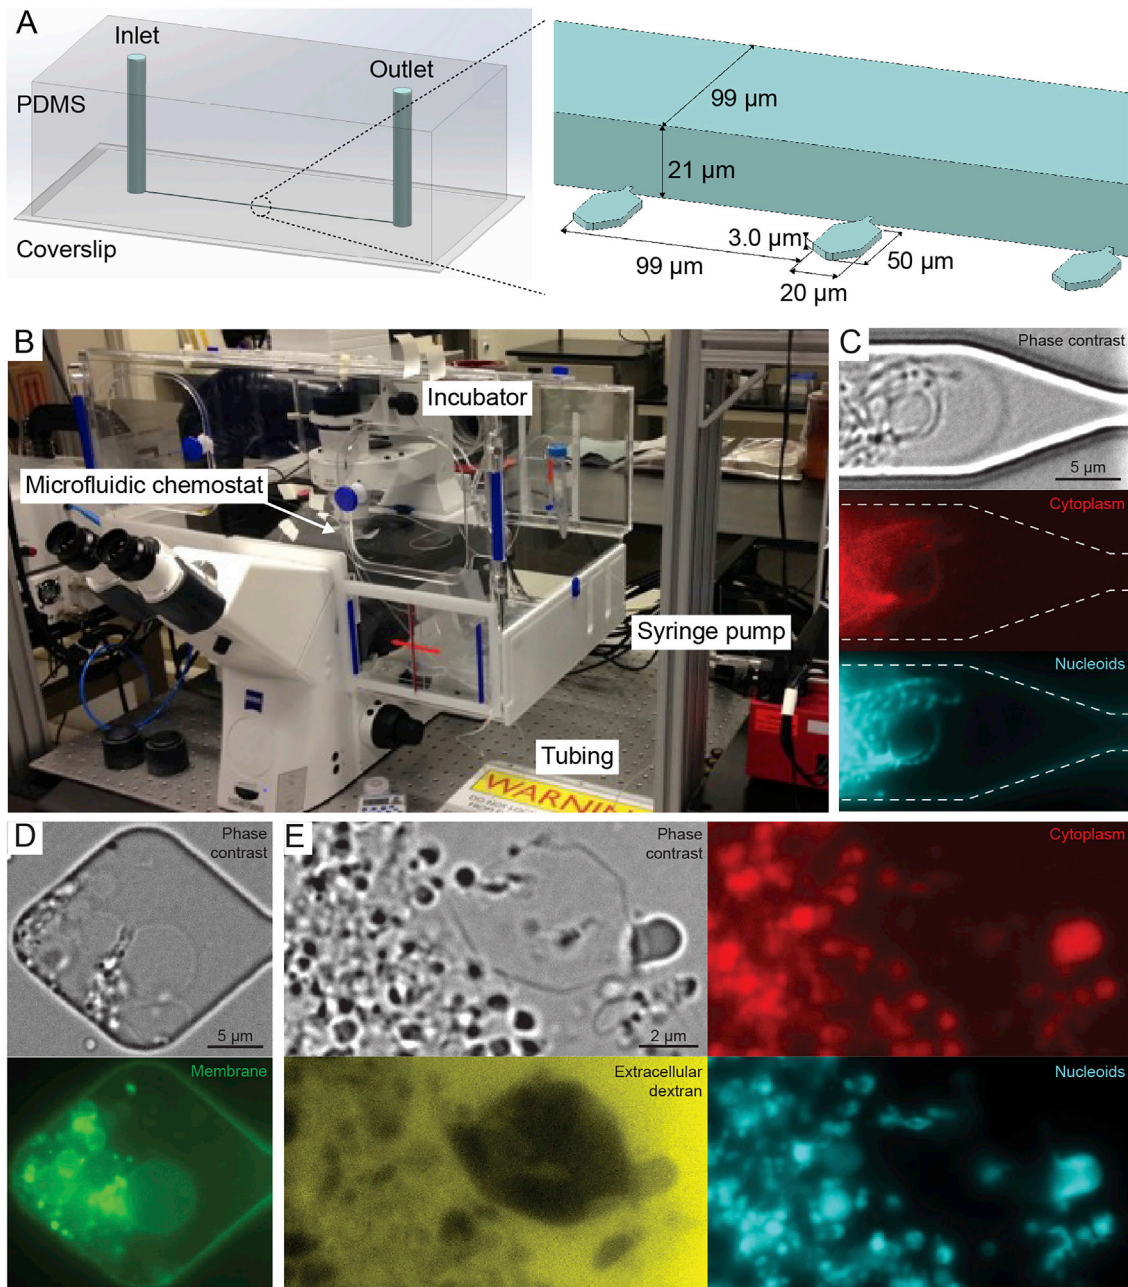 A
Inlet
Outlet
PDMS
Coverslip
99 µm
21 µm
3.0 µm
99 µm
50 µm
20 µm
B
Incubator
Microfluidic chemostat
Syringe pump
Tubing
WARNIN
C
Phase contrast
5 µm
Cytoplasm
Nucleoids
D
Phase
contrast
5 µm
Membrane
E
Phase
contrast
2 µm
Cytoplasm
Extracellular
dextran
Nucleoids